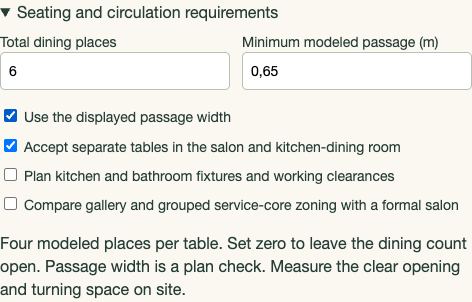 ▼ Seating and circulation requirements
Total dining places Minimum modeled passage (m)
6 0,65
Use the displayed passage width
Accept separate tables in the salon and kitchen-dining room
Plan kitchen and bathroom fixtures and working clearances
Compare gallery and grouped service-core zoning with a formal salon
Four modeled places per table. Set zero to leave the dining count
open. Passage width is a plan check. Measure the clear opening
and turning space on site.